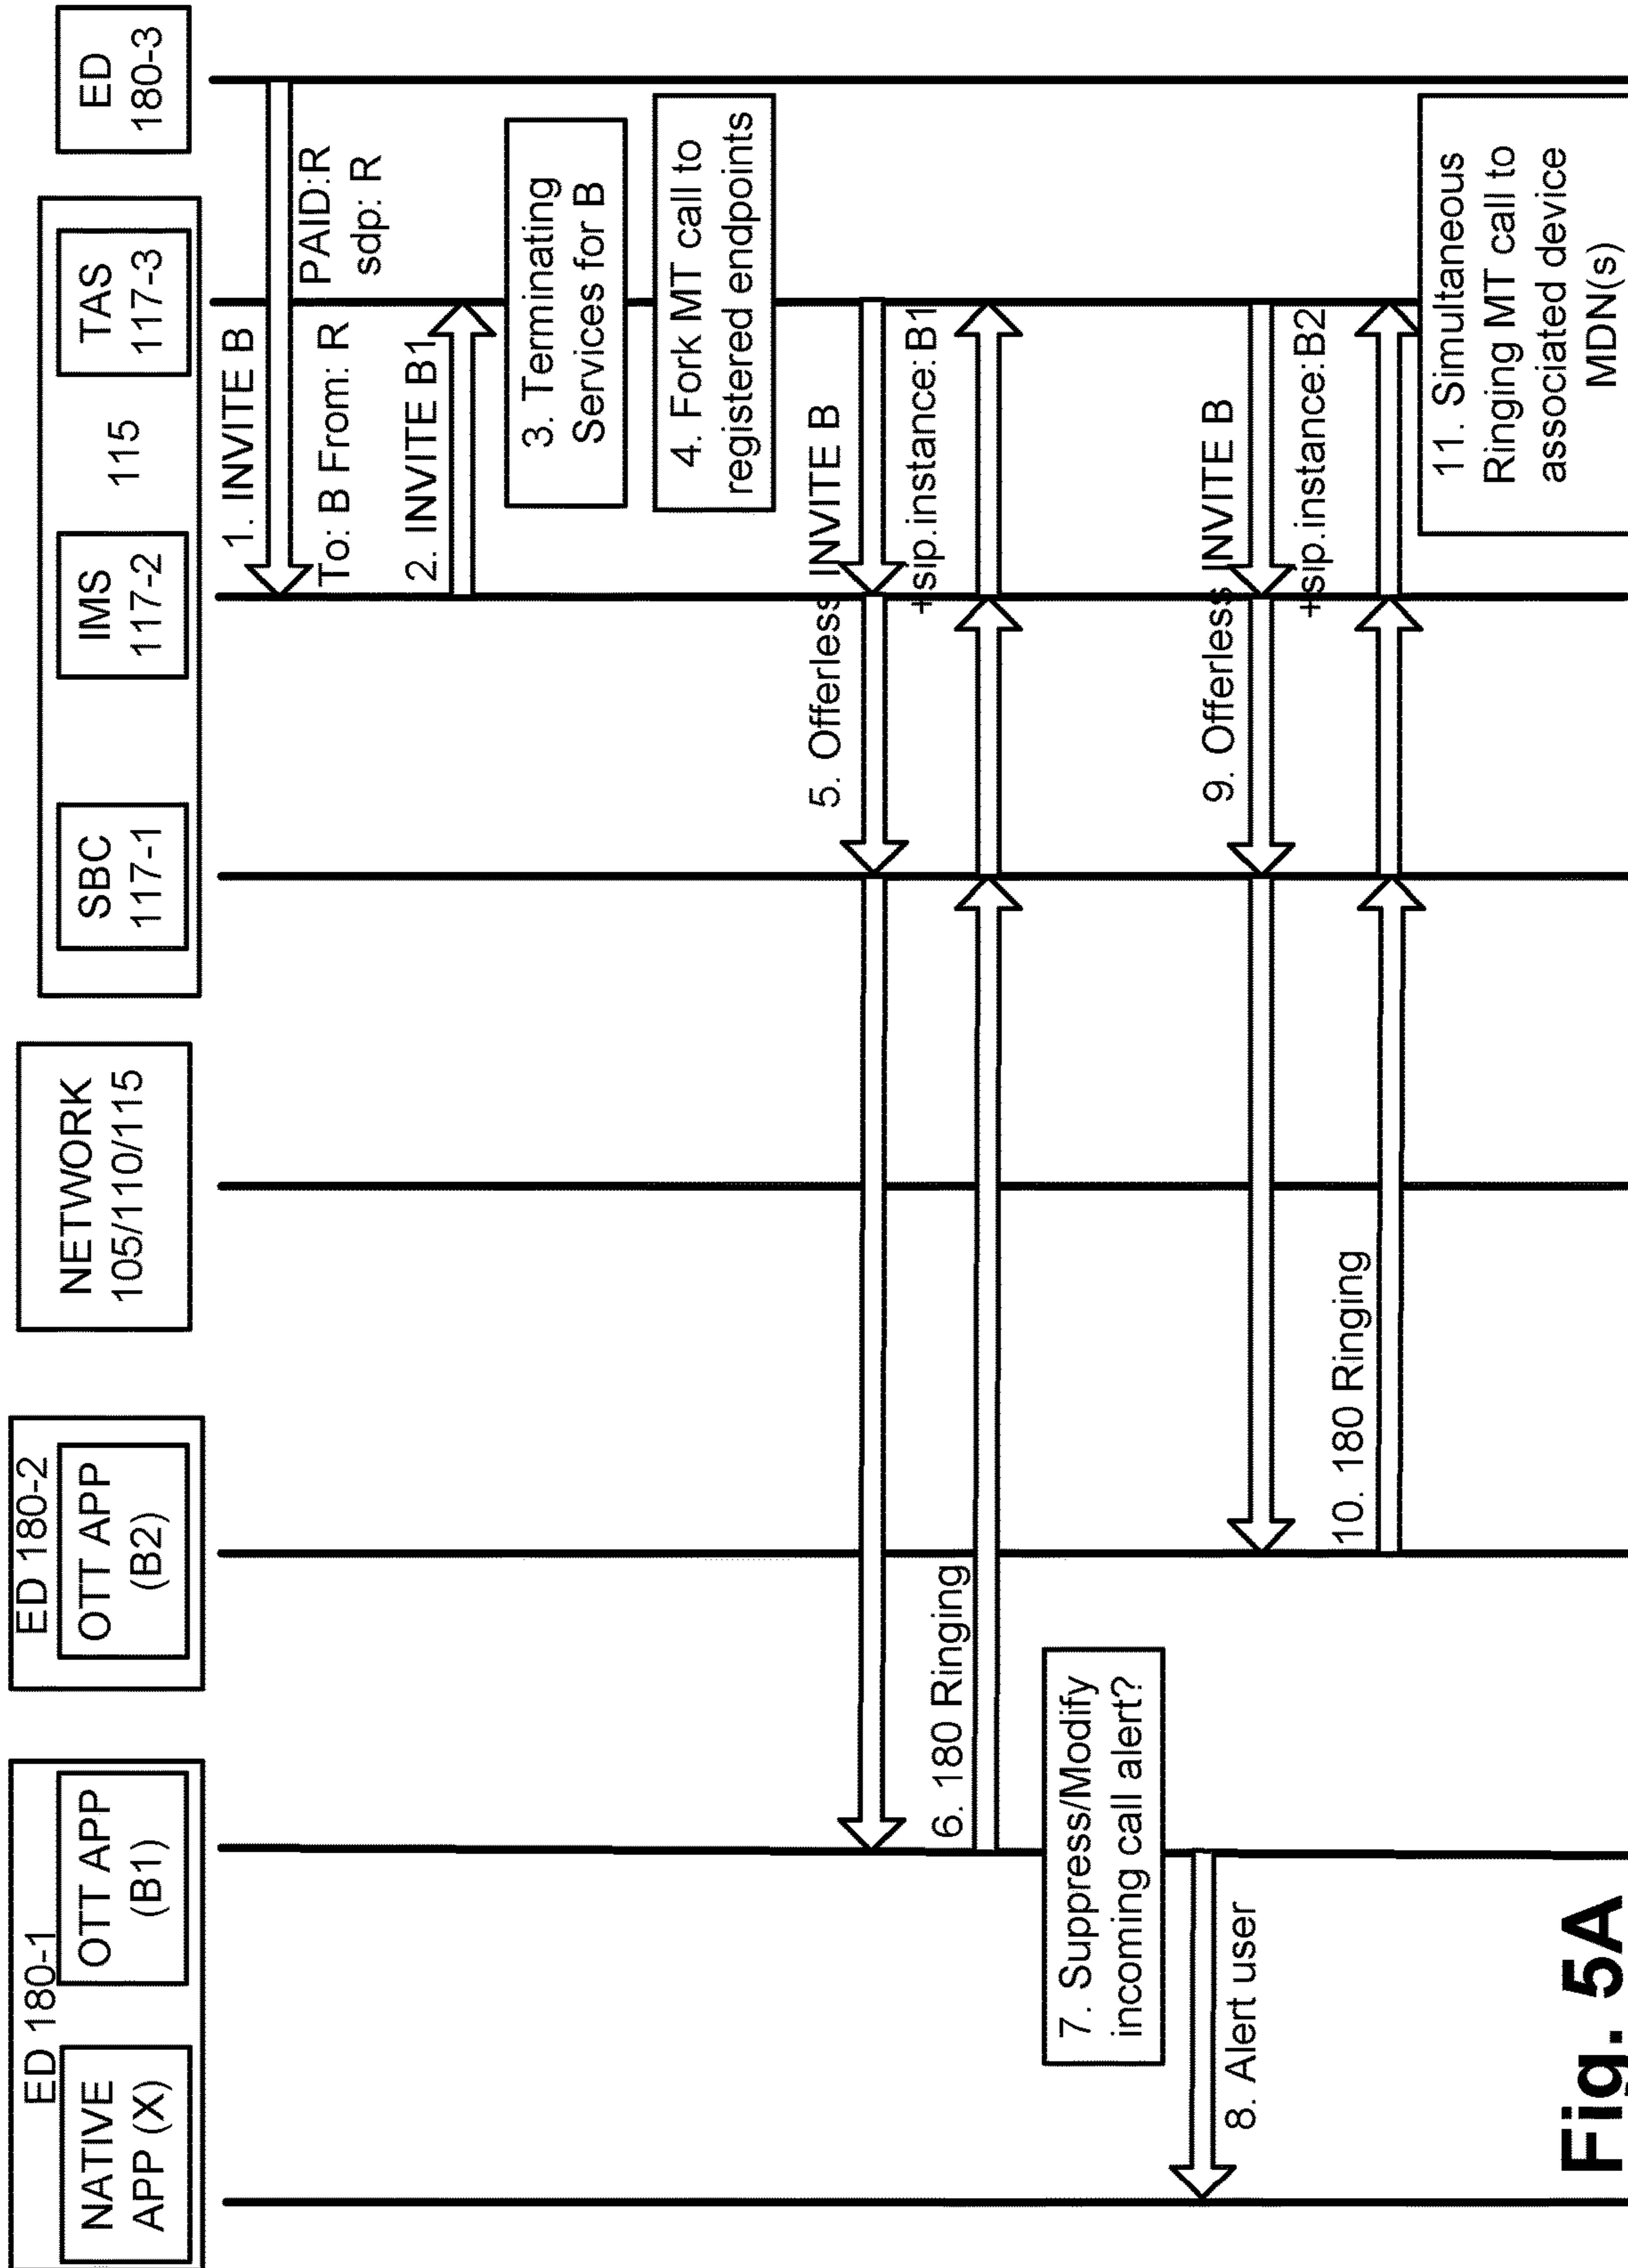 ED 180-1
NATIVE
APP (X)
OTT APP
(B1)
ED 180-2
OTT APP
(B2)
NETWORK
105/110/115
SBC
117-1
IMS
117-2
115
TAS
117-3
ED
180-3
1. INVITE B
To: B From: R
PAID:R
sdp: R
2. INVITE B1
3. Terminating
Services for B
4. Fork MT call to
registered endpoints
5. Offerless INVITE B
+sip.instance:B1
6. 180 Ringing
7. Suppress/Modify
incoming call alert?
8. Alert user
9. Offerless INVITE B
+sip.instance:B2
10. 180 Ringing
11. Simultaneous
Ringing MT call to
associated device
MDN(s)
Fig. 5A